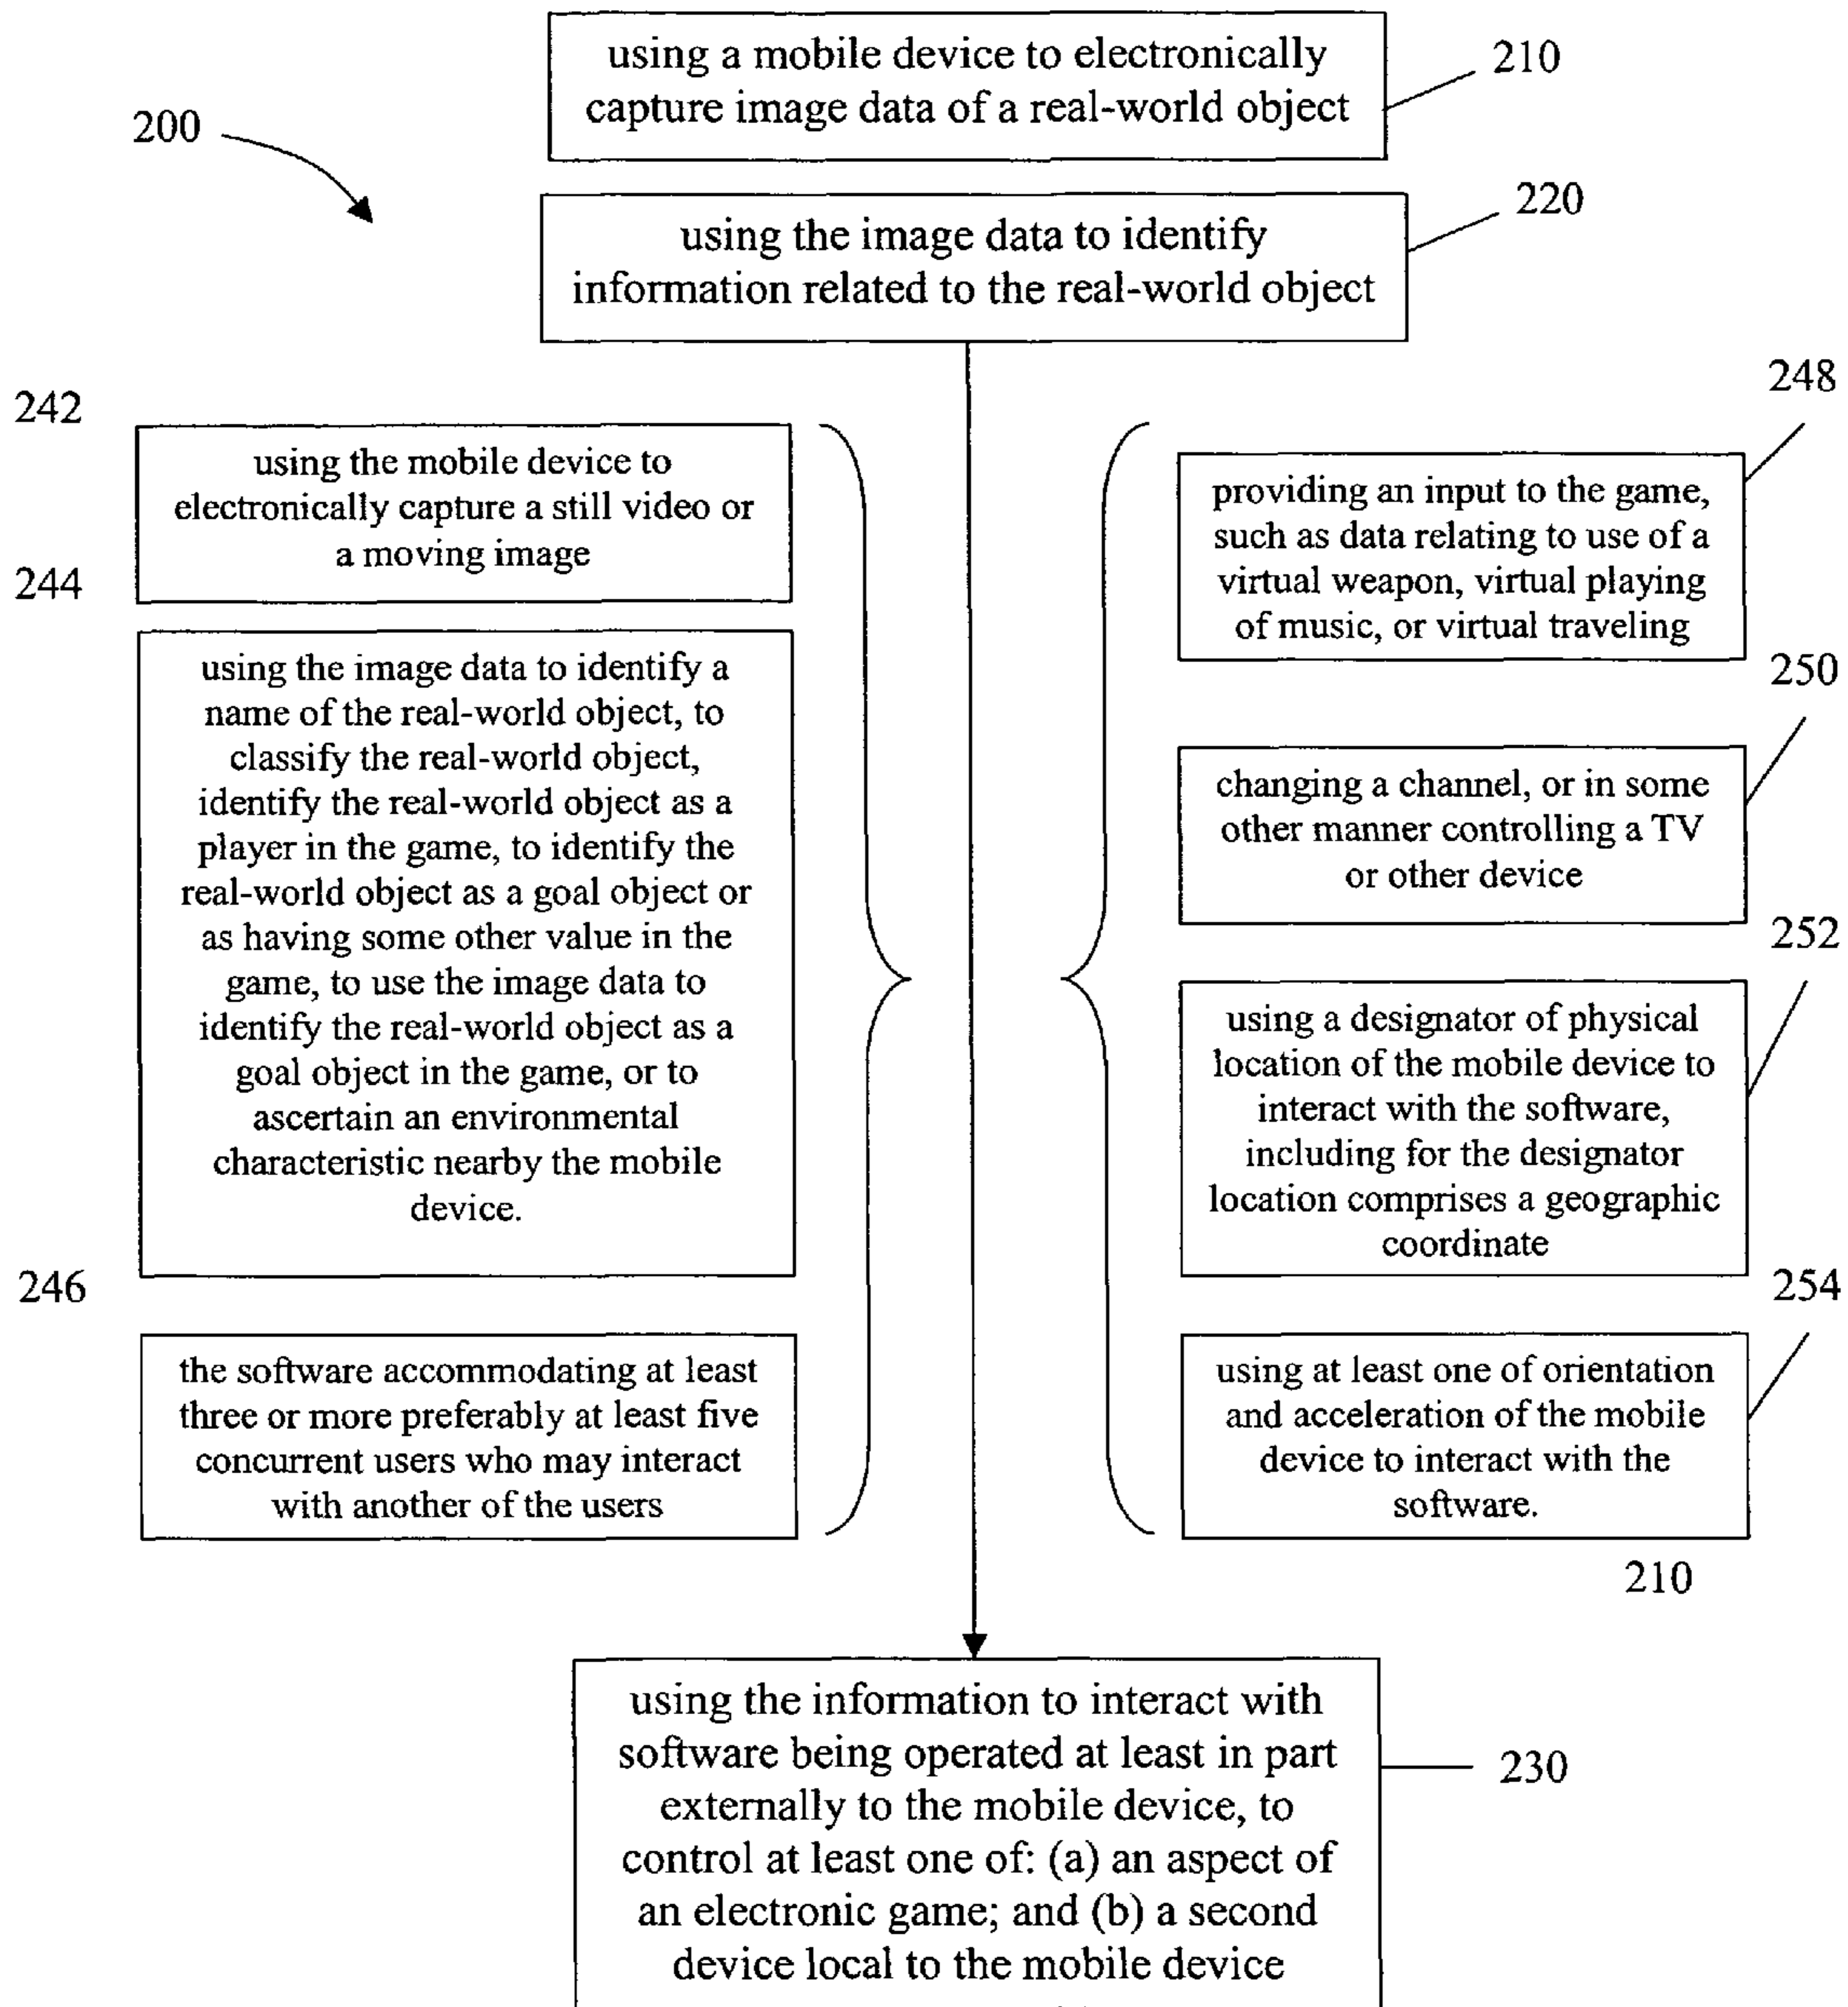 using a mobile device to electronically
capture image data of a real-world object
210
200
220
using the image data to identify
information related to the real-world object
242
using the mobile device to
electronically capture a still video or
a moving image
244
using the image data to identify a
name of the real-world object, to
classify the real-world object,
identify the real-world object as a
player in the game, to identify the
real-world object as a goal object or
as having some other value in the
game, to use the image data to
identify the real-world object as a
goal object in the game, or to
ascertain an environmental
characteristic nearby the mobile
device.
246
the software accommodating at least
three or more preferably at least five
concurrent users who may interact
with another of the users
248
providing an input to the game,
such as data relating to use of a
virtual weapon, virtual playing
of music, or virtual traveling
250
changing a channel, or in some
other manner controlling a TV
or other device
252
using a designator of physical
location of the mobile device to
interact with the software,
including for the designator
location comprises a geographic
coordinate
254
using at least one of orientation
and acceleration of the mobile
device to interact with the
software.
210
using the information to interact with
software being operated at least in part
externally to the mobile device, to
control at least one of: (a) an aspect of
an electronic game; and (b) a second
device local to the mobile device
230